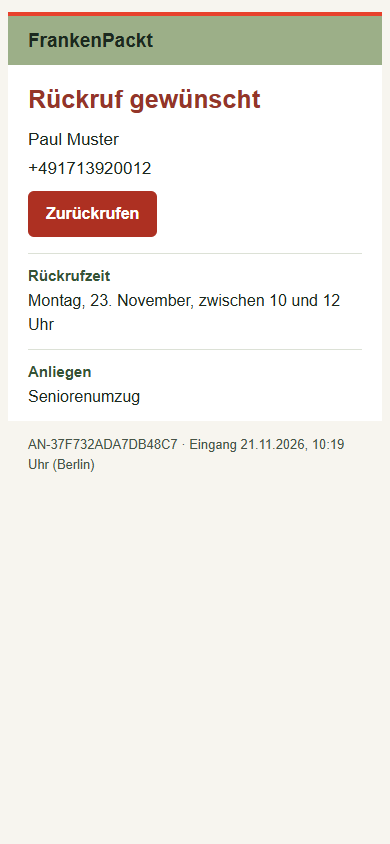 FrankenPackt
Rückruf gewünscht
Paul Muster
+491713920012
Zurückrufen
Rückrufzeit
Montag, 23. November, zwischen 10 und 12
Uhr
Anliegen
Seniorenumzug
AN-37F732ADA7DB48C7 · Eingang 21.11.2026, 10:19
Uhr (Berlin)